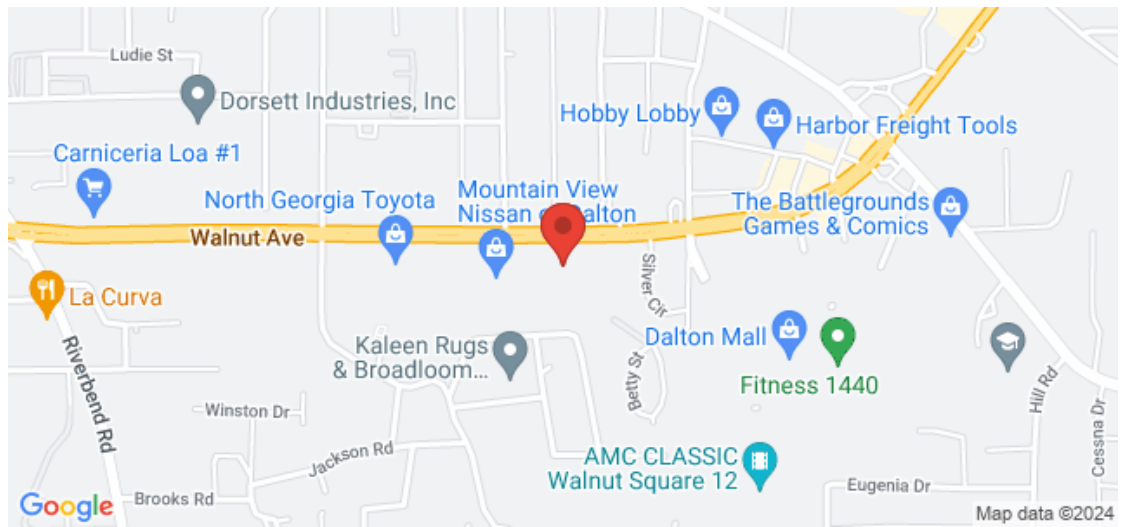 Ludie St
Dorsett Industries, Inc
Hobby Lobby
Harbor Freight Tools
Carniceria Loa #1
North Georgia Toyota
Mountain View
Nissan of Dalton
The Battlegrounds
Games & Comics
Walnut Ave
La Curva
Silver Cir
Riverbend Rd
Kaleen Rugs
& Broadloom...
Dalton Mall
Betty St
Fitness 1440
Hill Rd
Winston Dr
Cessna Dr
Jackson Rd
AMC CLASSIC
Walnut Square 12
Eugenia Dr
Brooks Rd
Google
Map data ©2024